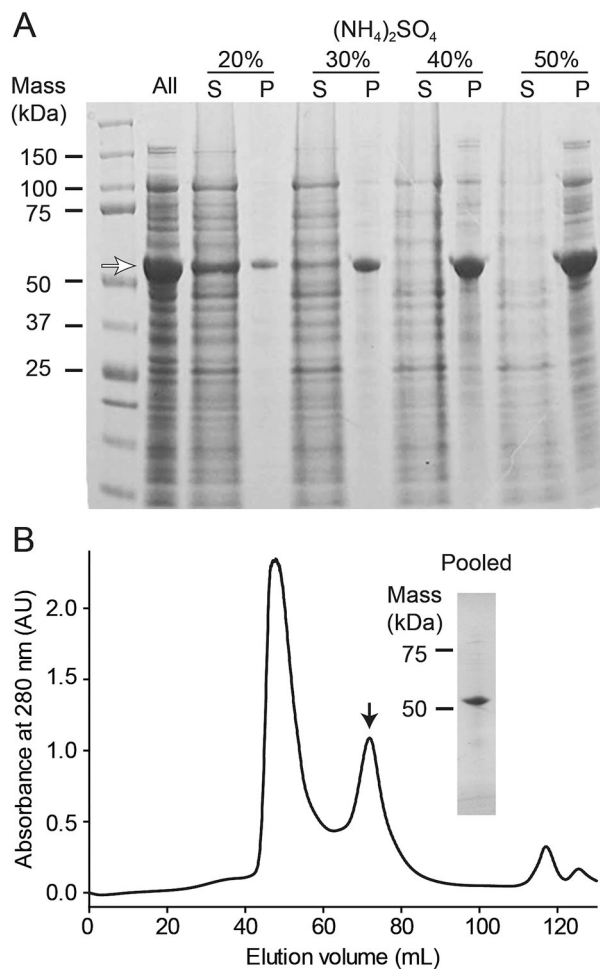 A
(NH₄)₂SO₄
20% 30% 40% 50%
Mass (kDa)
All S P S P S P S P
150
100
75
50
37
25
B
Pooled
Mass (kDa)
75
50
Absorbance at 280 nm (AU)
2.0
1.5
1.0
0.5
0.0
0 20 40 60 80 100 120
Elution volume (mL)